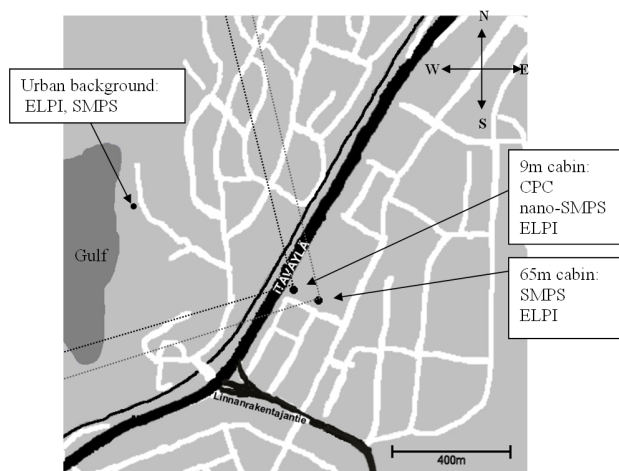 N
W
E
S
Urban background:
ELPI, SMPS
9m cabin:
CPC
nano-SMPS
ELPI
Gulf
ITÄVÄYLÄ
65m cabin:
SMPS
ELPI
Linnanrakentajantie
400m